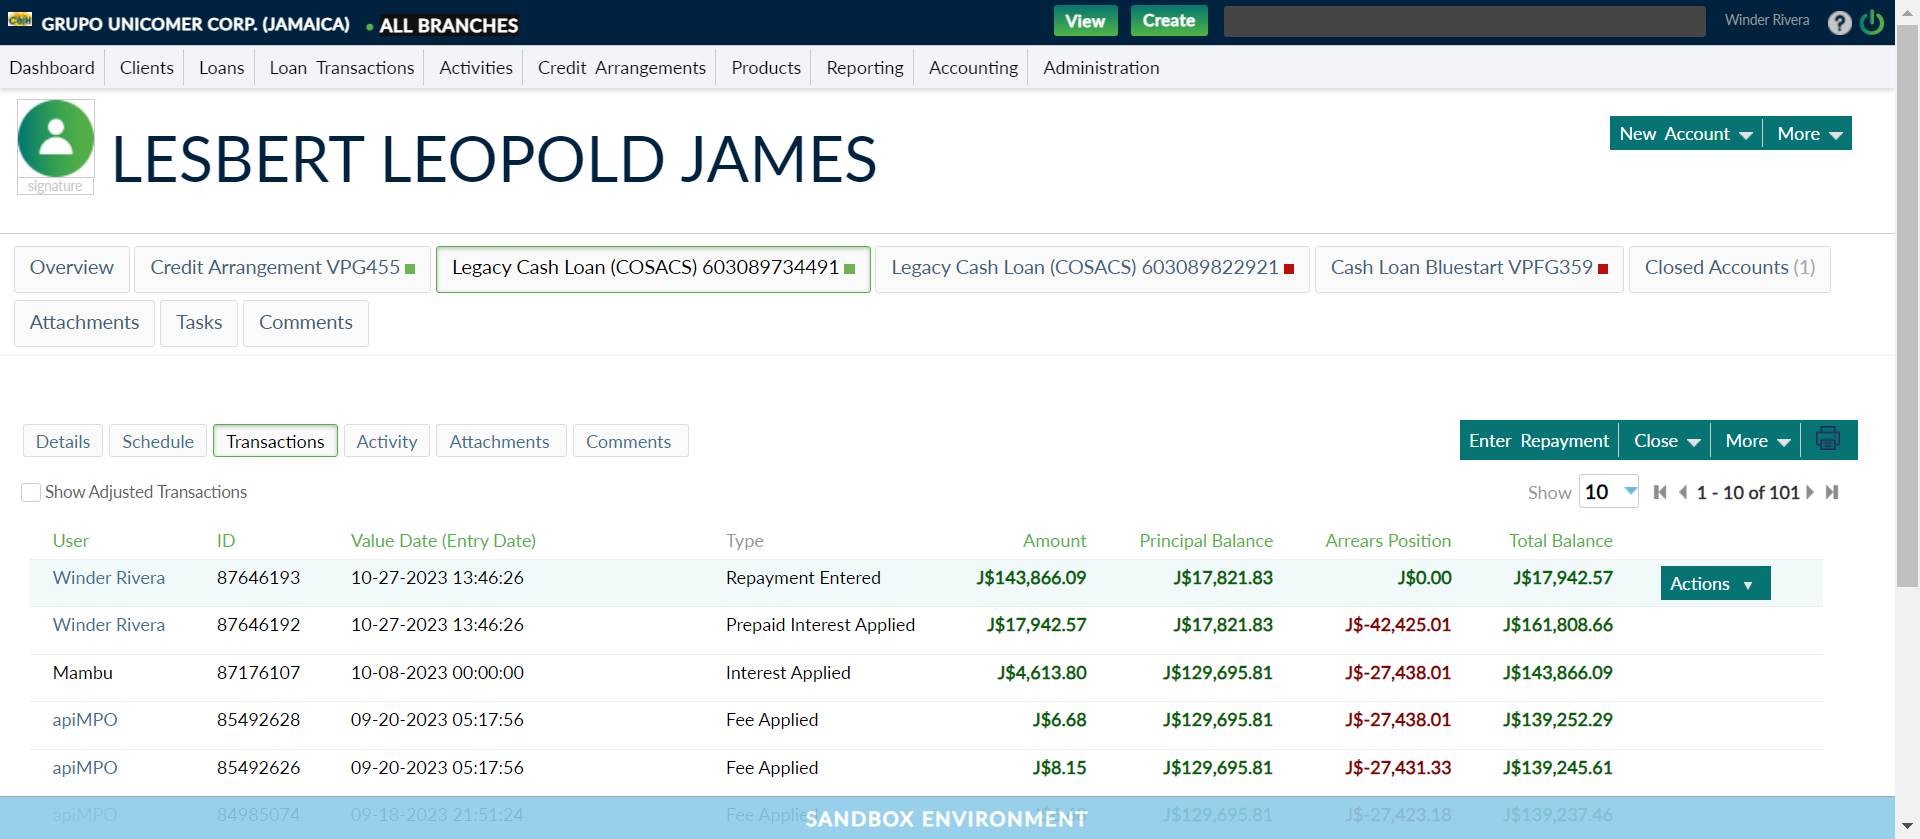 CaSH GRUPO UNICOMER CORP. (JAMAICA) • ALL BRANCHES View Create Winder Rivera ?
Dashboard Clients Loans Loan Transactions Activities Credit Arrangements Products Reporting Accounting Administration
signature LESBERT LEOPOLD JAMES New Account More
Overview Credit Arrangement VPG455 Legacy Cash Loan (COSACS) 603089734491 Legacy Cash Loan (COSACS) 603089822921 Cash Loan Bluestart VPFG359 Closed Accounts (1)
Attachments Tasks Comments
Details Schedule Transactions Activity Attachments Comments Enter Repayment Close More
Show Adjusted Transactions Show 10 1 - 10 of 101
User ID Value Date (Entry Date) Type Amount Principal Balance Arrears Position Total Balance
Winder Rivera 87646193 10-27-2023 13:46:26 Repayment Entered J$143,866.09 J$17,821.83 J$0.00 J$17,942.57 Actions
Winder Rivera 87646192 10-27-2023 13:46:26 Prepaid Interest Applied J$17,942.57 J$17,821.83 J$-42,425.01 J$161,808.66
Mambu 87176107 10-08-2023 00:00:00 Interest Applied J$4,613.80 J$129,695.81 J$-27,438.01 J$143,866.09
apiMPO 85492628 09-20-2023 05:17:56 Fee Applied J$6.68 J$129,695.81 J$-27,438.01 J$139,252.29
apiMPO 85492626 09-20-2023 05:17:56 Fee Applied J$8.15 J$129,695.81 J$-27,431.33 J$139,245.61
apiMPO 84985074 09-18-2023 21:51:24 Fee Applied J$129,695.81 J$-27,423.18 J$139,237.46
SANDBOX ENVIRONMENT